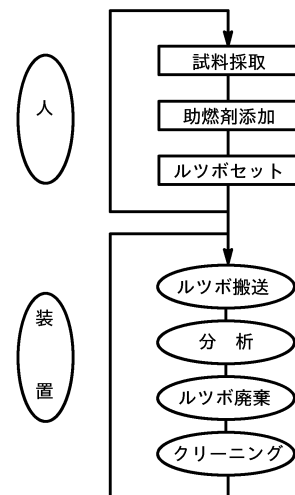 人
試料採取
助燃剤添加
ルツボセット
装
置
ルツボ搬送
分　析
ルツボ廃棄
クリーニング